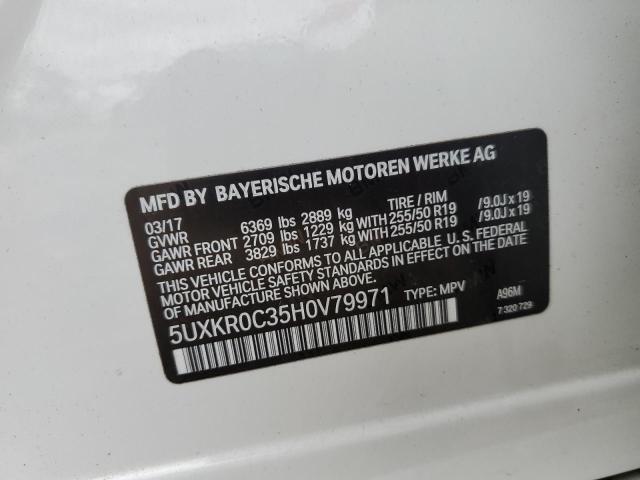 MFD BY BAYERISCHE MOTOREN WERKE AG
03/17 TIRE / RIM
GVWR 6369 lbs 2889 kg
GAWR FRONT 2709 lbs 1229 kg WITH 255/50 R19 /9.0J x 19
GAWR REAR 3829 lbs 1737 kg WITH 255/50 R19 /9.0J x 19
THIS VEHICLE CONFORMS TO ALL APPLICABLE U.S. FEDERAL
MOTOR VEHICLE SAFETY STANDARDS IN EFFECT ON THE DATE
OF MANUFACTURE SHOWN ABOVE
5UXKR0C35H0V79971 TYPE: MPV A96M
7 320 729